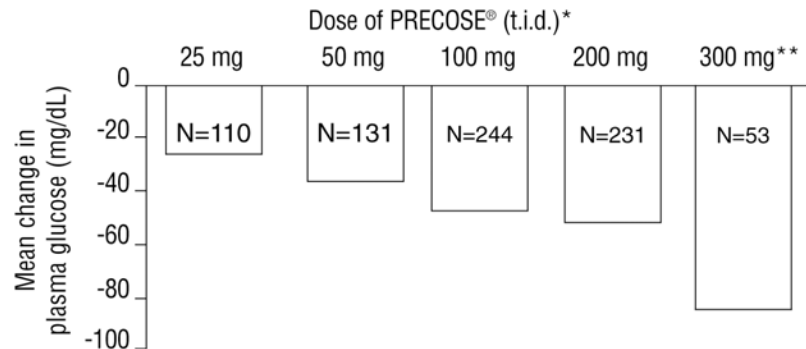 Dose of PRECOSE® (t.i.d.)*
25 mg 50 mg 100 mg 200 mg 300 mg**
Mean change in
plasma glucose (mg/dL)
0
-20
-40
-60
-80
-100
N=110 N=131 N=244 N=231 N=53